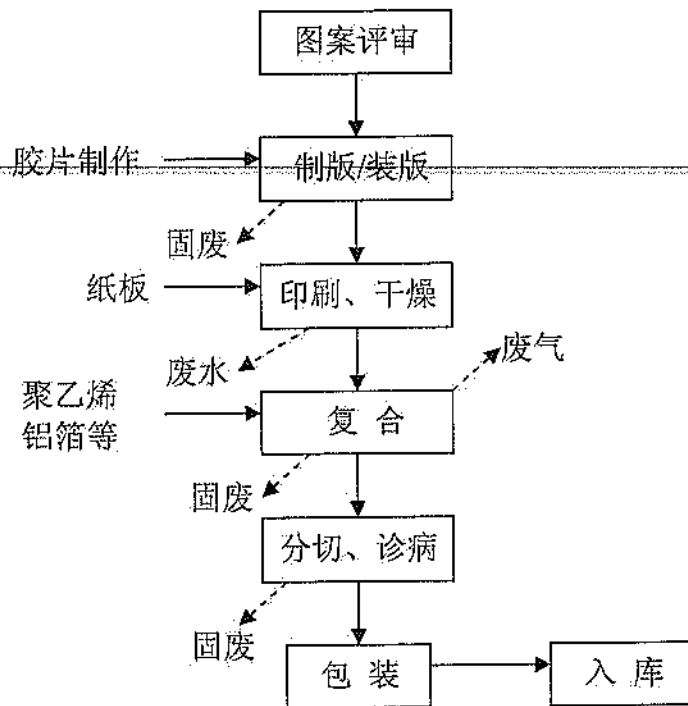 图案评审
胶片制作
制版/装版
固废
纸板
印刷、干燥
废水
废气
聚乙烯
铝箔等
复 合
固废
分切、诊病
固废
包 装
入 库